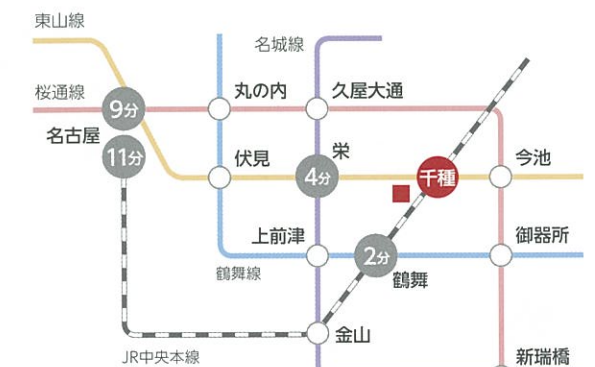 東山線
名城線
桜通線
9分
丸の内
久屋大通
名古屋
11分
伏見
4分
栄
千種
今池
上前津
2分
御器所
鶴舞線
鶴舞
金山
JR中央本線
新瑞橋